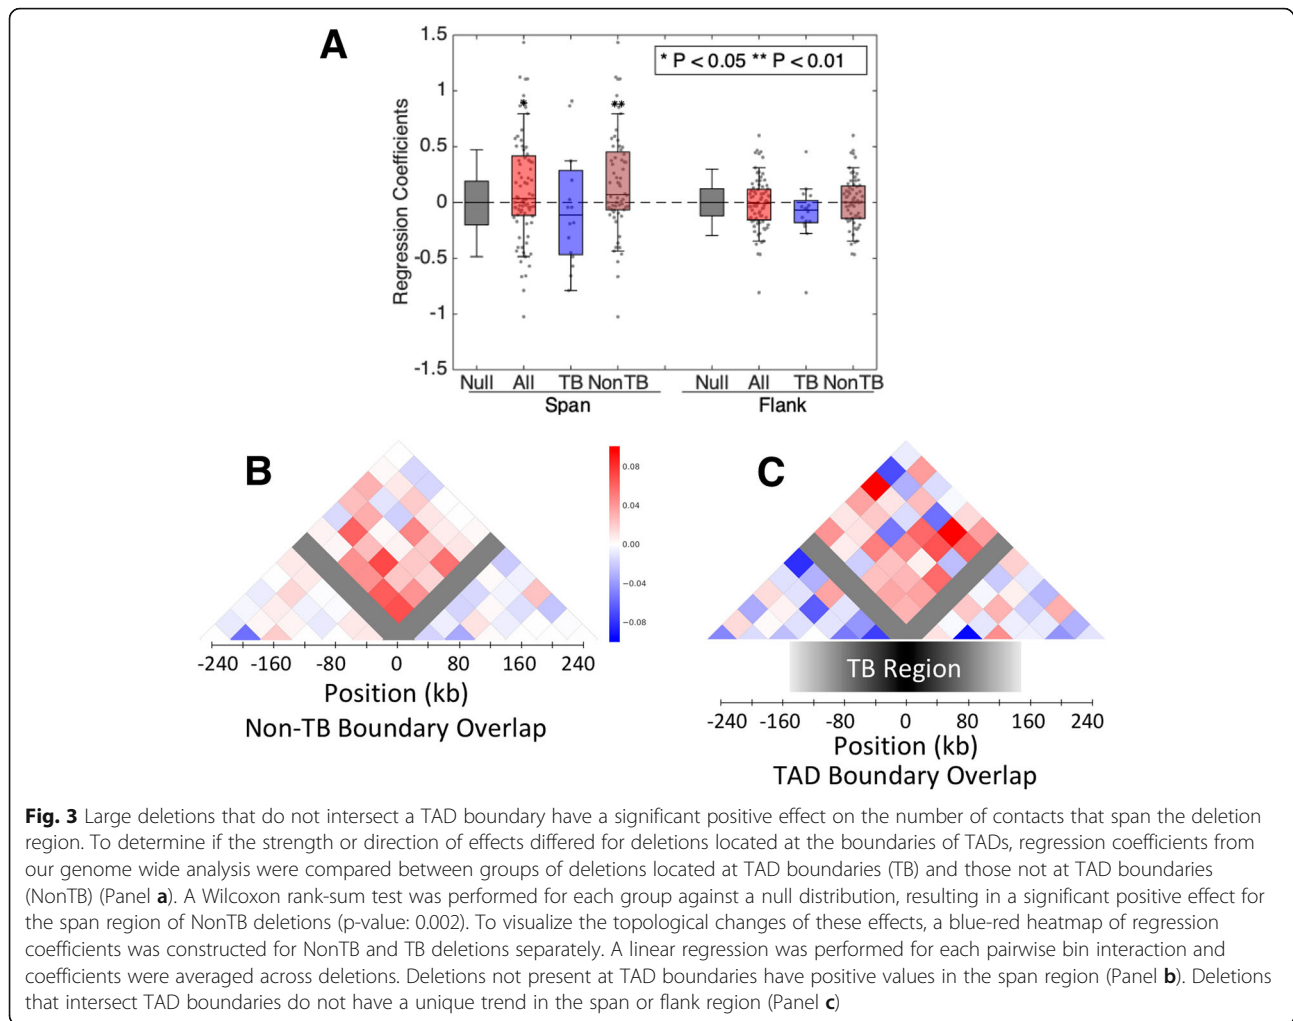 A
1.5
1
0.5
0
-0.5
-1
-1.5
Regression Coefficients
* P < 0.05 ** P < 0.01
*
**
Null All TB NonTB Null All TB NonTB
Span Flank
B
0.08
0.04
0.00
−0.04
−0.08
C
TB Region
-240 -160 -80 0 80 160 240
Position (kb)
Non-TB Boundary Overlap
-240 -160 -80 0 80 160 240
Position (kb)
TAD Boundary Overlap
Fig. 3 Large deletions that do not intersect a TAD boundary have a significant positive effect on the number of contacts that span the deletion
region. To determine if the strength or direction of effects differed for deletions located at the boundaries of TADs, regression coefficients from
our genome wide analysis were compared between groups of deletions located at TAD boundaries (TB) and those not at TAD boundaries
(NonTB) (Panel a). A Wilcoxon rank-sum test was performed for each group against a null distribution, resulting in a significant positive effect for
the span region of NonTB deletions (p-value: 0.002). To visualize the topological changes of these effects, a blue-red heatmap of regression
coefficients was constructed for NonTB and TB deletions separately. A linear regression was performed for each pairwise bin interaction and
coefficients were averaged across deletions. Deletions not present at TAD boundaries have positive values in the span region (Panel b). Deletions
that intersect TAD boundaries do not have a unique trend in the span or flank region (Panel c)